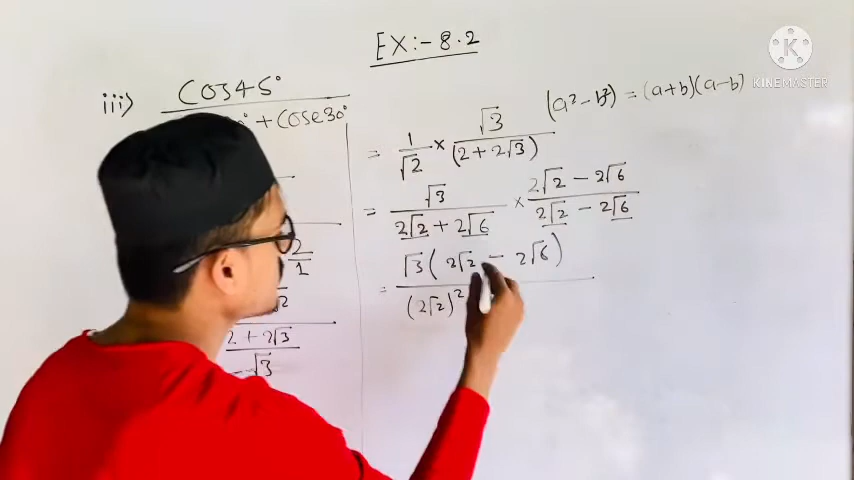 EX:- 8.2
iii) Cos45°
° + Cose30°
(a² - b²) = (a+b)(a-b)
KINEMASTER
= 1/√2 × √3/(2 + 2√3)
= √3/(2√2 + 2√6) × (2√2 - 2√6)/(2√2 - 2√6)
= √3(2√2 - 2√6)
(2√2)²
2/1
√2
2 + 2√3
√3